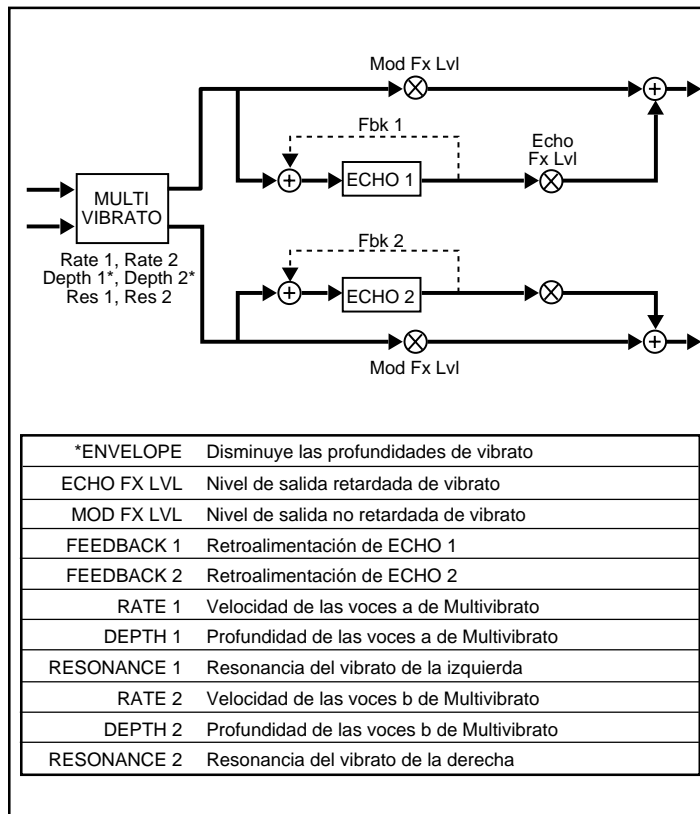 Mod Fx Lvl
Fbk 1
Echo
Fx Lvl
ECHO 1
MULTI
VIBRATO
Rate 1, Rate 2
Depth 1*, Depth 2*
Res 1, Res 2
Fbk 2
ECHO 2
Mod Fx Lvl
*ENVELOPE Disminuye las profundidades de vibrato
ECHO FX LVL Nivel de salida retardada de vibrato
MOD FX LVL Nivel de salida no retardada de vibrato
FEEDBACK 1 Retroalimentación de ECHO 1
FEEDBACK 2 Retroalimentación de ECHO 2
RATE 1 Velocidad de las voces a de Multivibrato
DEPTH 1 Profundidad de las voces a de Multivibrato
RESONANCE 1 Resonancia del vibrato de la izquierda
RATE 2 Velocidad de las voces b de Multivibrato
DEPTH 2 Profundidad de las voces b de Multivibrato
RESONANCE 2 Resonancia del vibrato de la derecha